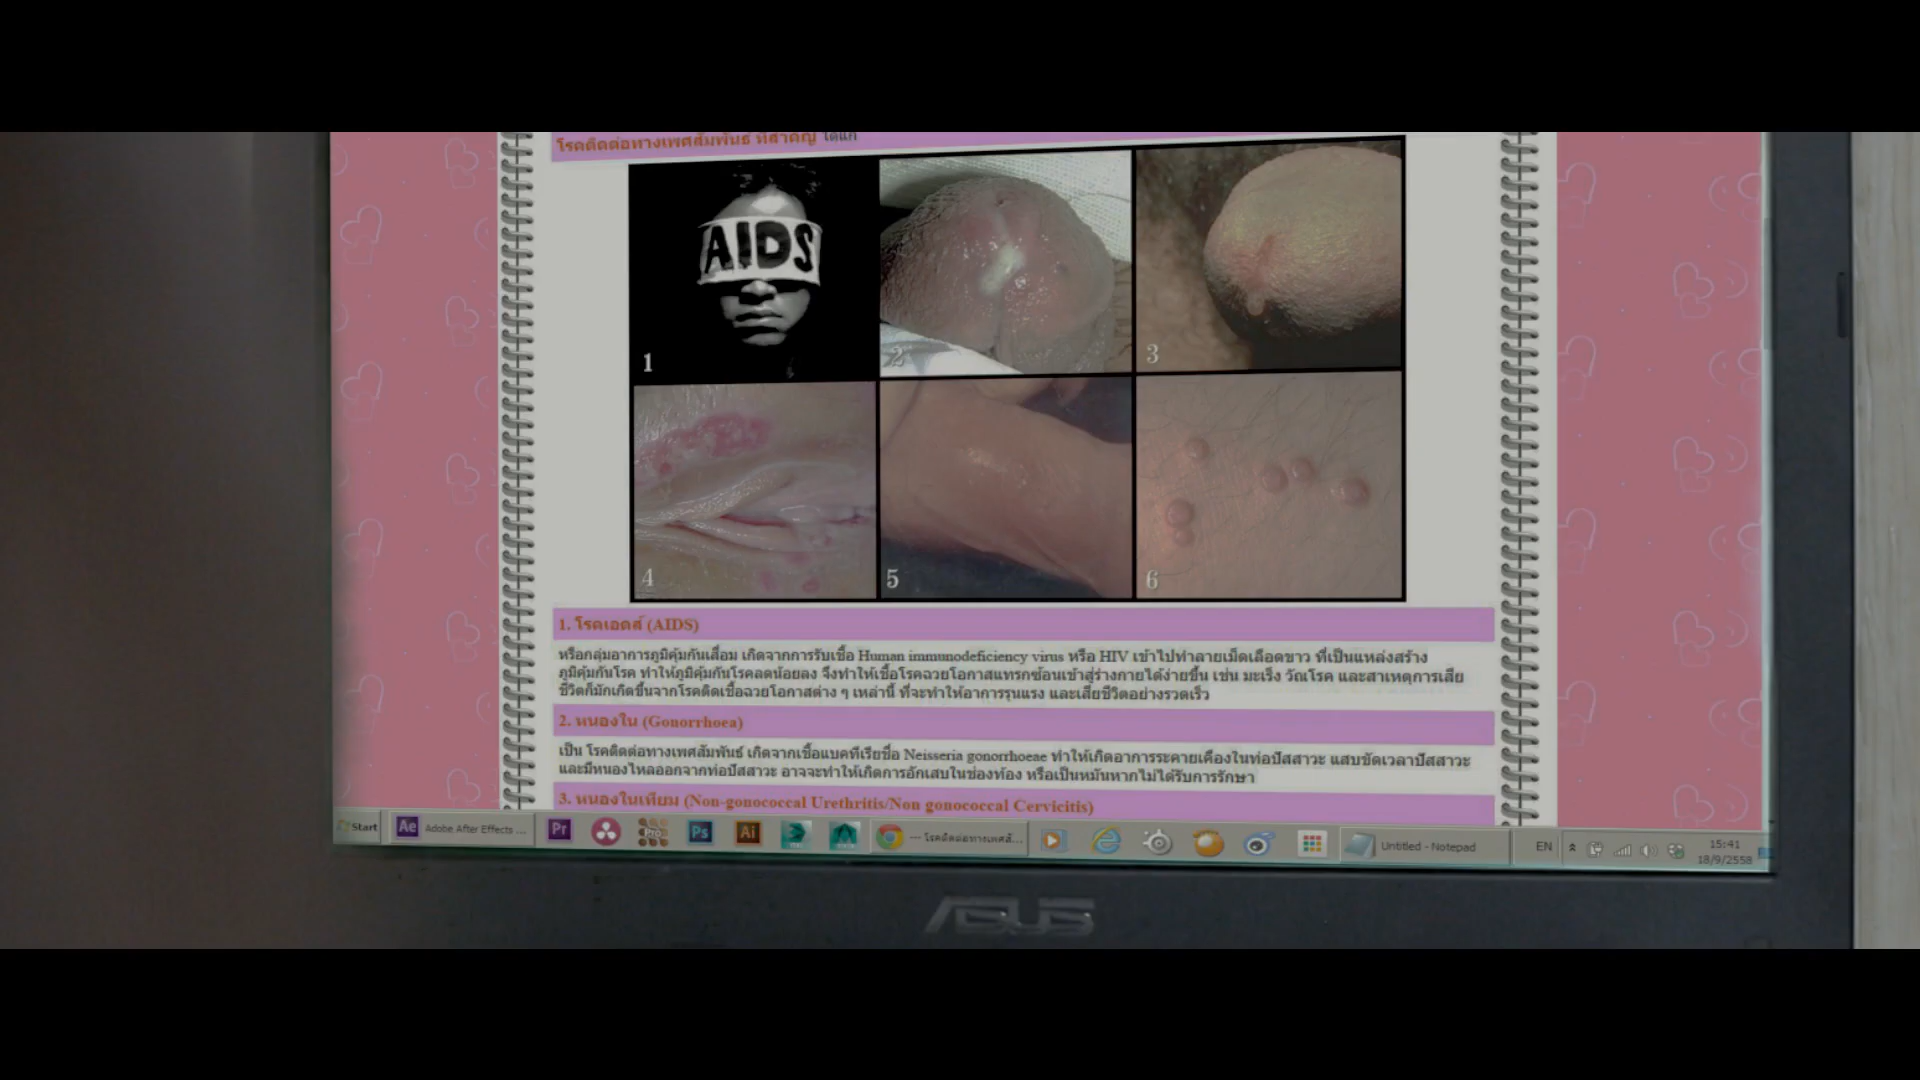 โรคติดต่อทางเพศสัมพันธ์ ที่สำคัญ ได้แก่
AIDS
1
2
3
4
5
6
1. โรคเอดส์ (AIDS)
หรือกลุ่มอาการภูมิคุ้มกันเสื่อม เกิดจากการรับเชื้อ Human immunodeficiency virus หรือ HIV เข้าไปทำลายเม็ดเลือดขาว ที่เป็นแหล่งสร้าง
ภูมิคุ้มกันโรค ทำให้ภูมิคุ้มกันโรคลดน้อยลง จึงทำให้เชื้อโรคฉวยโอกาสแทรกซ้อนเข้าสู่ร่างกายได้ง่ายขึ้น เช่น มะเร็ง วัณโรค และสาเหตุการเสีย
ชีวิตก็มักเกิดขึ้นจากโรคติดเชื้อฉวยโอกาสต่าง ๆ เหล่านี้ ที่จะทำให้อาการรุนแรง และเสียชีวิตอย่างรวดเร็ว
2. หนองใน (Gonorrhoea)
เป็น โรคติดต่อทางเพศสัมพันธ์ เกิดจากเชื้อแบคทีเรียชื่อ Neisseria gonorrhoeae ทำให้เกิดอาการระคายเคืองในท่อปัสสาวะ แสบขัดเวลาปัสสาวะ
และมีหนองไหลออกจากท่อปัสสาวะ อาจจะทำให้เกิดการอักเสบในช่องท้อง หรือเป็นหมันหากไม่ได้รับการรักษา
3. หนองในเทียม (Non-gonococcal Urethritis/Non gonococcal Cervicitis)
Start Ae Adobe After Effects ... Pr Pro Ps Ai --- โรคติดต่อทางเพศสั... Untitled - Notepad EN 15:41
18/9/2558
ASUS